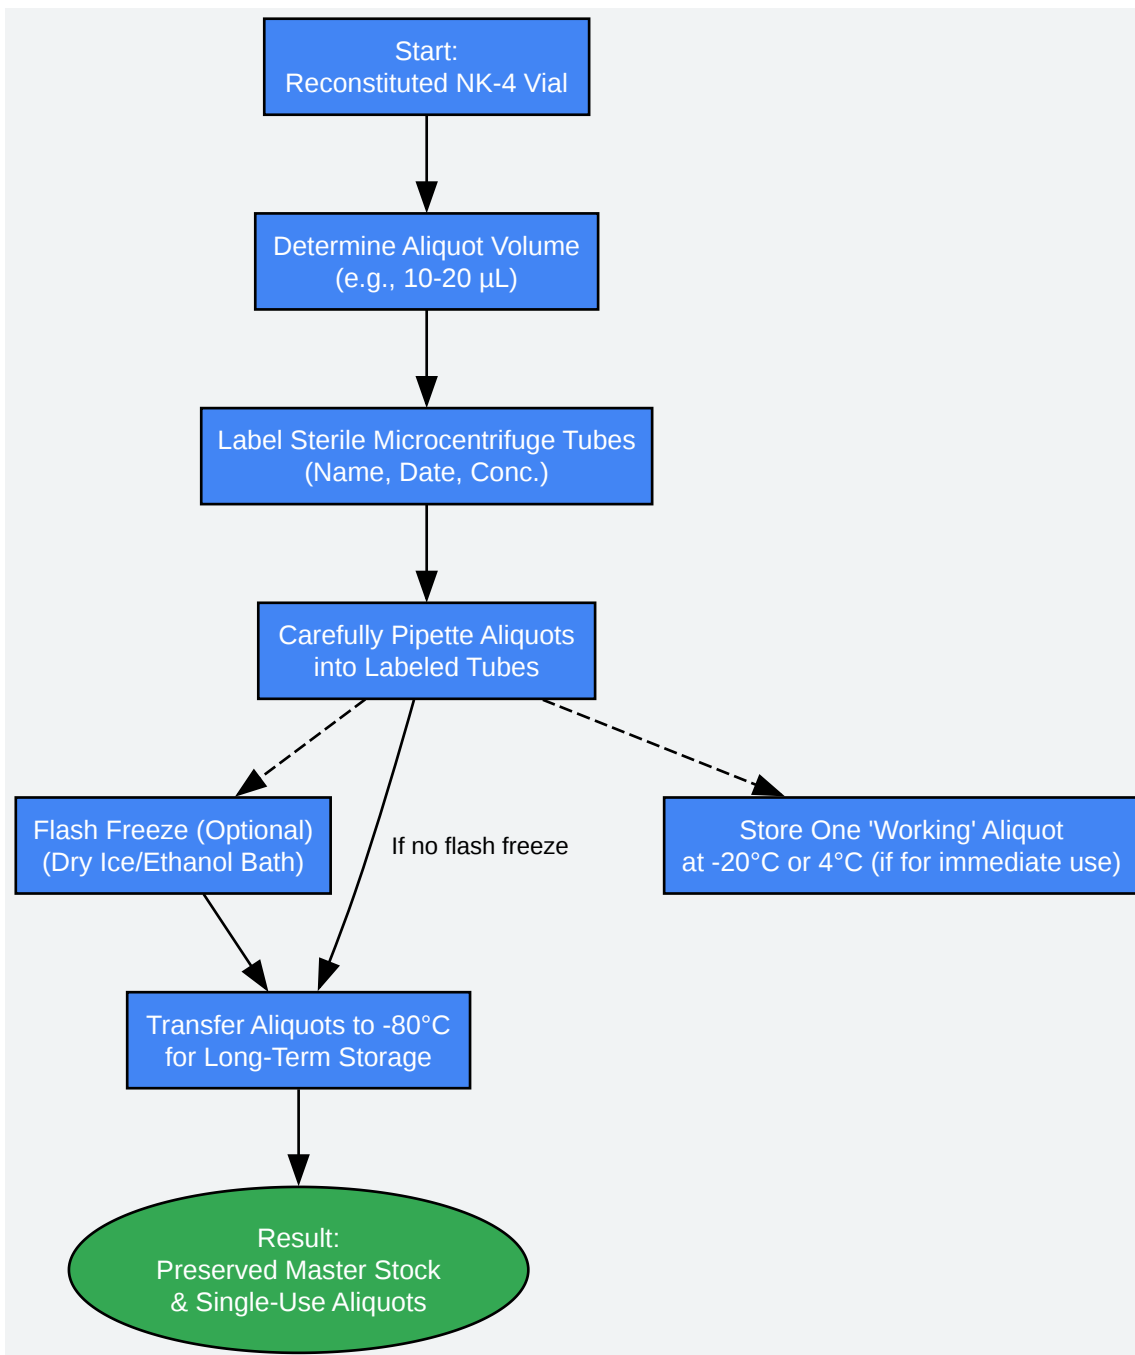 Start:
Reconstituted NK-4 Vial
Determine Aliquot Volume
(e.g., 10-20 µL)
Label Sterile Microcentrifuge Tubes
(Name, Date, Conc.)
Carefully Pipette Aliquots
into Labeled Tubes
Flash Freeze (Optional)
(Dry Ice/Ethanol Bath)
If no flash freeze
Store One 'Working' Aliquot
at -20°C or 4°C (if for immediate use)
Transfer Aliquots to -80°C
for Long-Term Storage
Result:
Preserved Master Stock
& Single-Use Aliquots